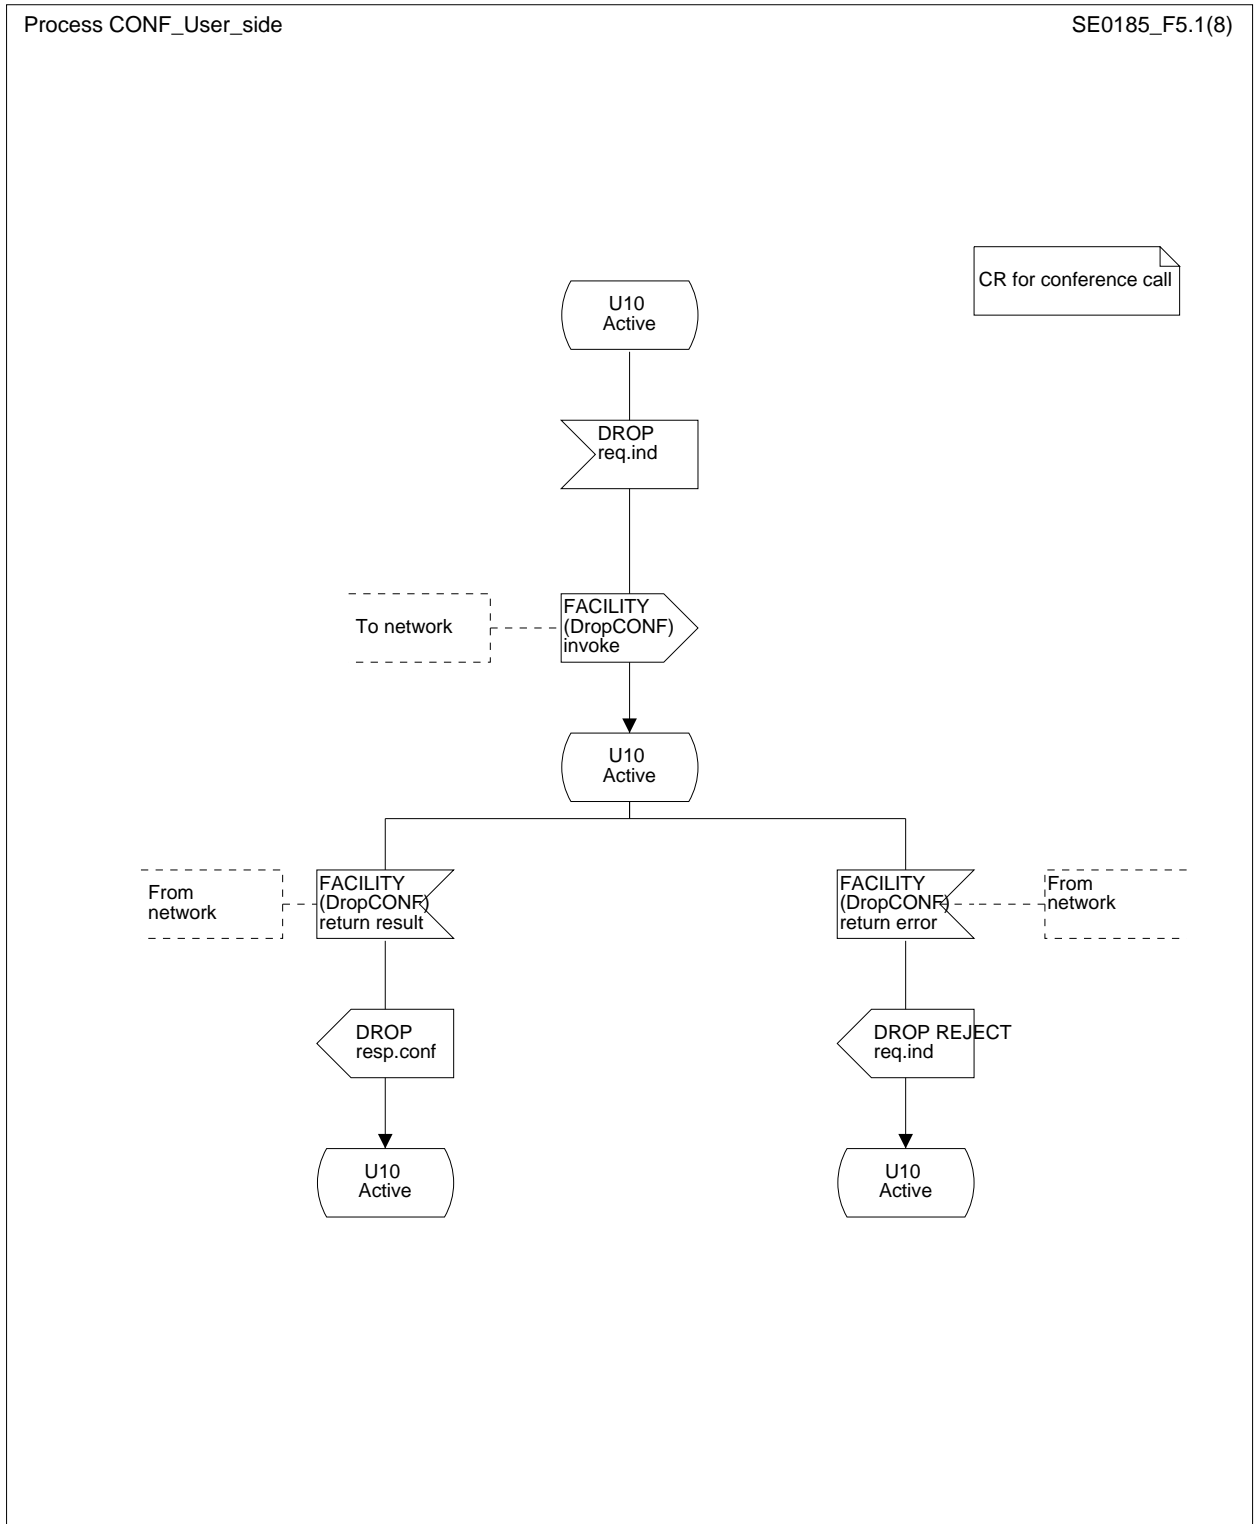 Process CONF_User_side
SE0185_F5.1(8)
CR for conference call
U10
Active
DROP
req.ind
To network
FACILITY
(DropCONF)
invoke
U10
Active
From
network
FACILITY
(DropCONF)
return result
FACILITY
(DropCONF)
return error
From
network
DROP
resp.conf
DROP REJECT
req.ind
U10
Active
U10
Active